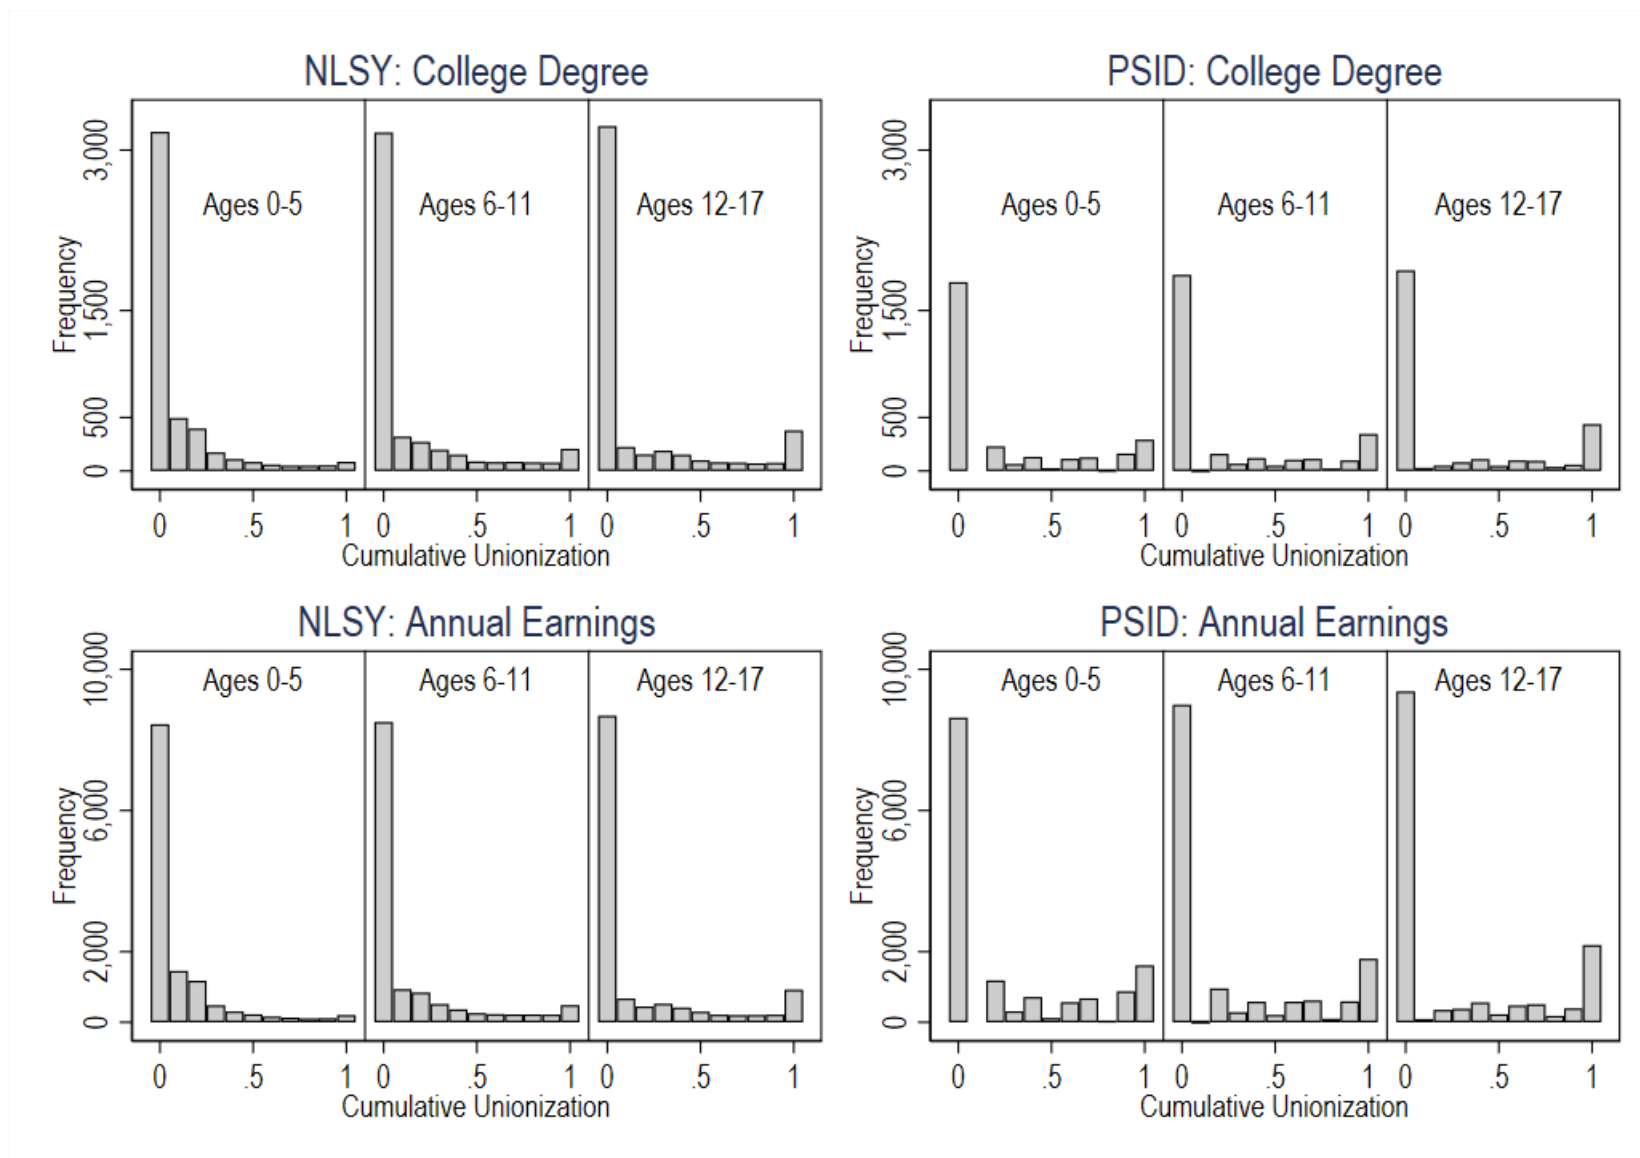 NLSY: College Degree
Frequency
0 500 1,500 3,000
Ages 0-5
Ages 6-11
Ages 12-17
0 .5 1 0 .5 1 0 .5 1
Cumulative Unionization
PSID: College Degree
Frequency
0 500 1,500 3,000
Ages 0-5
Ages 6-11
Ages 12-17
0 .5 1 0 .5 1 0 .5 1
Cumulative Unionization
NLSY: Annual Earnings
Frequency
0 2,000 6,000 10,000
Ages 0-5
Ages 6-11
Ages 12-17
0 .5 1 0 .5 1 0 .5 1
Cumulative Unionization
PSID: Annual Earnings
Frequency
0 2,000 6,000 10,000
Ages 0-5
Ages 6-11
Ages 12-17
0 .5 1 0 .5 1 0 .5 1
Cumulative Unionization